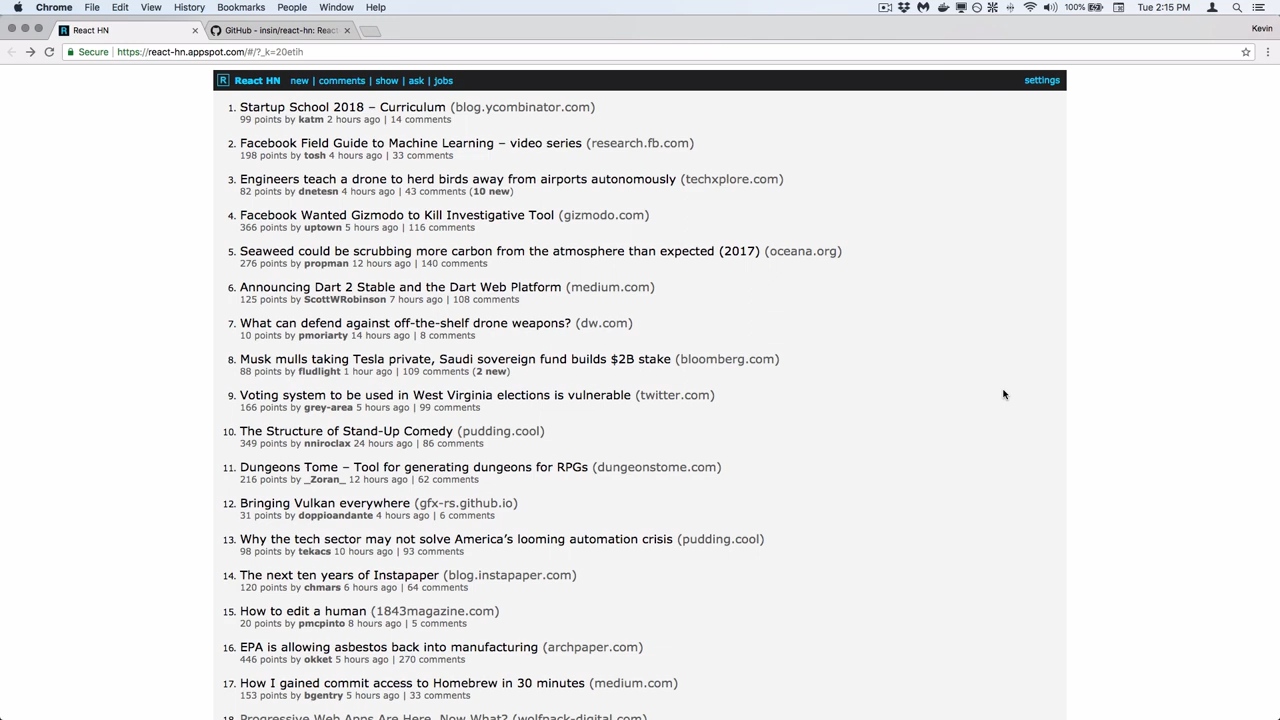 Chrome File Edit View History Bookmarks People Window Help 100% Tue 2:15 PM
React HN GitHub - insin/react-hn: React Kevin
Secure https://react-hn.appspot.com/#/?_k=20etih
R React HN new | comments | show | ask | jobs settings
1. Startup School 2018 – Curriculum (blog.ycombinator.com)
99 points by katm 2 hours ago | 14 comments
2. Facebook Field Guide to Machine Learning – video series (research.fb.com)
198 points by tosh 4 hours ago | 33 comments
3. Engineers teach a drone to herd birds away from airports autonomously (techxplore.com)
82 points by dnetesn 4 hours ago | 43 comments (10 new)
4. Facebook Wanted Gizmodo to Kill Investigative Tool (gizmodo.com)
366 points by uptown 5 hours ago | 116 comments
5. Seaweed could be scrubbing more carbon from the atmosphere than expected (2017) (oceana.org)
276 points by propman 12 hours ago | 140 comments
6. Announcing Dart 2 Stable and the Dart Web Platform (medium.com)
125 points by ScottWRobinson 7 hours ago | 108 comments
7. What can defend against off-the-shelf drone weapons? (dw.com)
10 points by pmoriarty 14 hours ago | 8 comments
8. Musk mulls taking Tesla private, Saudi sovereign fund builds $2B stake (bloomberg.com)
88 points by fludlight 1 hour ago | 109 comments (2 new)
9. Voting system to be used in West Virginia elections is vulnerable (twitter.com)
166 points by grey-area 5 hours ago | 99 comments
10. The Structure of Stand-Up Comedy (pudding.cool)
349 points by nniroclax 24 hours ago | 86 comments
11. Dungeons Tome – Tool for generating dungeons for RPGs (dungeonstome.com)
216 points by _Zoran_ 12 hours ago | 62 comments
12. Bringing Vulkan everywhere (gfx-rs.github.io)
31 points by doppioandante 4 hours ago | 6 comments
13. Why the tech sector may not solve America’s looming automation crisis (pudding.cool)
98 points by tekacs 10 hours ago | 93 comments
14. The next ten years of Instapaper (blog.instapaper.com)
120 points by chmars 6 hours ago | 64 comments
15. How to edit a human (1843magazine.com)
20 points by pmcpinto 8 hours ago | 5 comments
16. EPA is allowing asbestos back into manufacturing (archpaper.com)
446 points by okket 5 hours ago | 270 comments
17. How I gained commit access to Homebrew in 30 minutes (medium.com)
153 points by bgentry 5 hours ago | 33 comments
18. Progressive Web Apps Are Here. Now What? (wolfpack-digital.com)